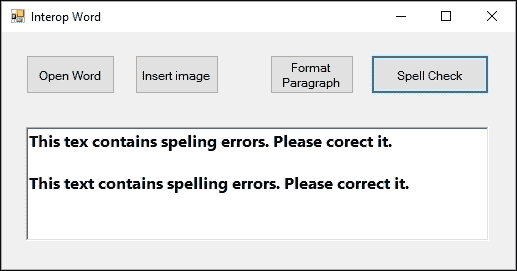 Interop Word
Open Word
Insert image
Format
Paragraph
Spell Check
This tex contains speling errors. Please corect it.
This text contains spelling errors. Please correct it.